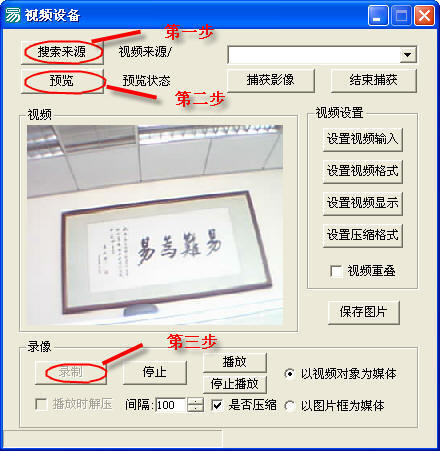 易 视频设备
第一步
搜索来源 视频来源/
预览 预览状态 捕获影像 结束捕获
第二步
视频 视频设置
设置视频输入
设置视频格式
设置视频显示
设置压缩格式
易為難易
视频重叠
保存图片
第三步
录像
录制 停止 播放
停止播放
以视频对象为媒体
播放时解压 间隔: 100 是否压缩 以图片框为媒体